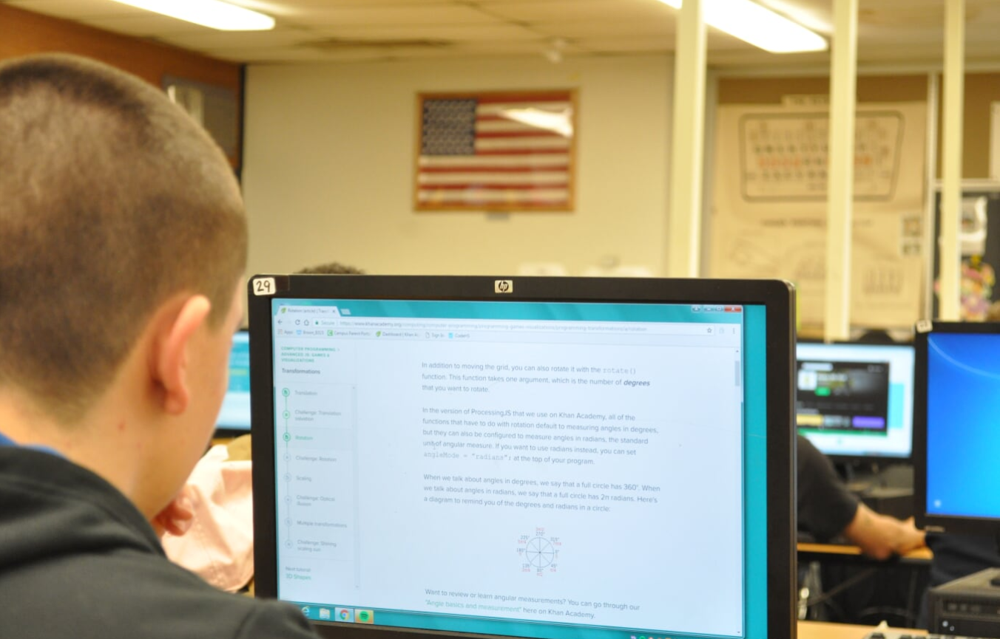 29
hp
Secure
Apps
Sign In
CodeHS
COMPUTER PROGRAMMING
ADVANCED JS: GAMES &
VISUALIZATIONS
Transformations
Translation
Challenge: Translation
Rotation
Challenge: Rotation
Scaling
Challenge:
Multiple transformations
Challenge:
Next tutorial
3D Shapes
In addition to moving the grid, you can also rotate it with the rotate()
function. This function takes one argument, which is the number of degrees
that you want to rotate.
In the version of ProcessingJS that we use on Khan Academy, all of the
functions that have to do with rotation default to measuring angles in degrees,
but they can also be configured to measure angles in radians, the standard
unit of angular measure. If you want to use radians instead, you can set
angleMode = "radians"; at the top of your program.
When we talk about angles in degrees, we say that a full circle has 360°. When
we talk about angles in radians, we say that a full circle has 2π radians. Here's
a diagram to remind you of the degrees and radians in a circle:
270°
225°
315°
180°
0°
135°
45°
90°
Want to review or learn angular measurements? You can go through our
"Angle basics and measurement" here on Khan Academy.